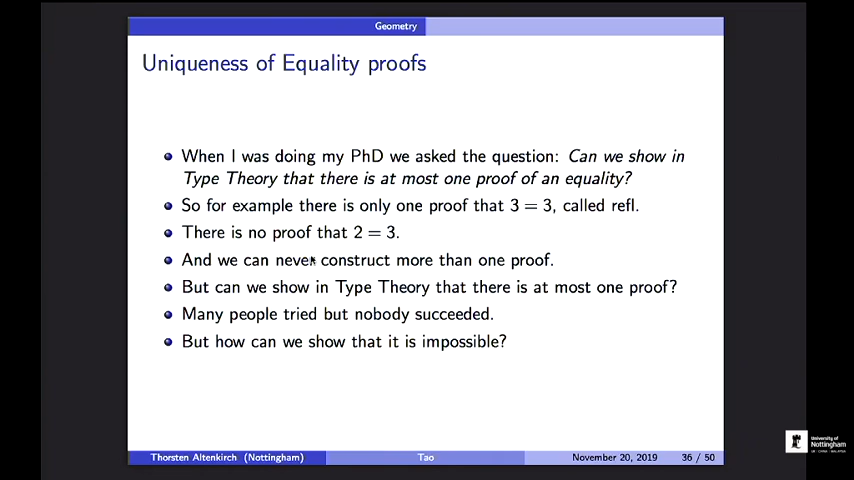 Geometry
Uniqueness of Equality proofs
When I was doing my PhD we asked the question: Can we show in
Type Theory that there is at most one proof of an equality?
So for example there is only one proof that 3 = 3, called refl.
There is no proof that 2 = 3.
And we can never construct more than one proof.
But can we show in Type Theory that there is at most one proof?
Many people tried but nobody succeeded.
But how can we show that it is impossible?
Thorsten Altenkirch (Nottingham) Tao November 20, 2019 36 / 50
University of
Nottingham